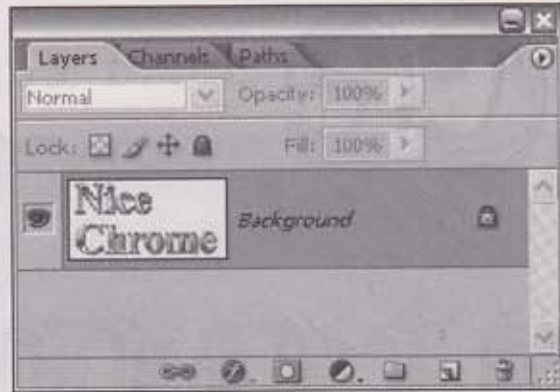 Layers Channels Paths
Normal Opacity: 100%
Lock: Fill: 100%
Nice
Chrome
Background